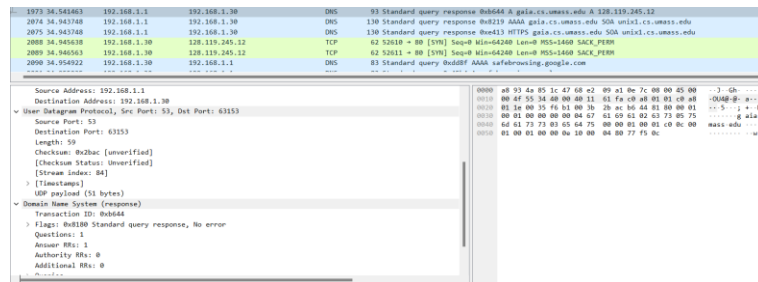 1973 34.541463 192.168.1.1 192.168.1.30 DNS 93 Standard query response 0xb644 A gaia.cs.umass.edu A 128.119.245.12
2074 34.943748 192.168.1.1 192.168.1.30 DNS 130 Standard query response 0x8219 AAAA gaia.cs.umass.edu SOA unix1.cs.umass.edu
2075 34.943748 192.168.1.1 192.168.1.30 DNS 130 Standard query response 0xe413 HTTPS gaia.cs.umass.edu SOA unix1.cs.umass.edu
2088 34.945638 192.168.1.30 128.119.245.12 TCP 62 52610 → 80 [SYN] Seq=0 Win=64240 Len=0 MSS=1460 SACK_PERM
2089 34.946563 192.168.1.30 128.119.245.12 TCP 62 52611 → 80 [SYN] Seq=0 Win=64240 Len=0 MSS=1460 SACK_PERM
2090 34.954922 192.168.1.30 192.168.1.1 DNS 83 Standard query 0xdd8f AAAA safebrowsing.google.com
Source Address: 192.168.1.1
Destination Address: 192.168.1.30
User Datagram Protocol, Src Port: 53, Dst Port: 63153
Source Port: 53
Destination Port: 63153
Length: 59
Checksum: 0x2bac [unverified]
[Checksum Status: Unverified]
[Stream index: 84]
[Timestamps]
UDP payload (51 bytes)
Domain Name System (response)
Transaction ID: 0xb644
Flags: 0x8180 Standard query response, No error
Questions: 1
Answer RRs: 1
Authority RRs: 0
Additional RRs: 0
0000 a8 93 4a 85 1c 47 68 e2 09 a1 0e 7c 08 00 45 00 ··J··Gh·
0010 00 4f 55 34 40 00 40 11 61 fa c0 a8 01 01 c0 a8 ·OU4@·@· a··
0020 01 1e 00 35 f6 b1 00 3b 2b ac b6 44 81 80 00 01 ···5···; +·
0030 00 01 00 00 00 00 04 67 61 69 61 02 63 73 05 75 ·······g aia
0040 6d 61 73 73 03 65 64 75 00 00 01 00 01 c0 0c 00 mass·edu ···
0050 01 00 01 00 00 0e 10 00 04 80 77 f5 0c ········ ··w